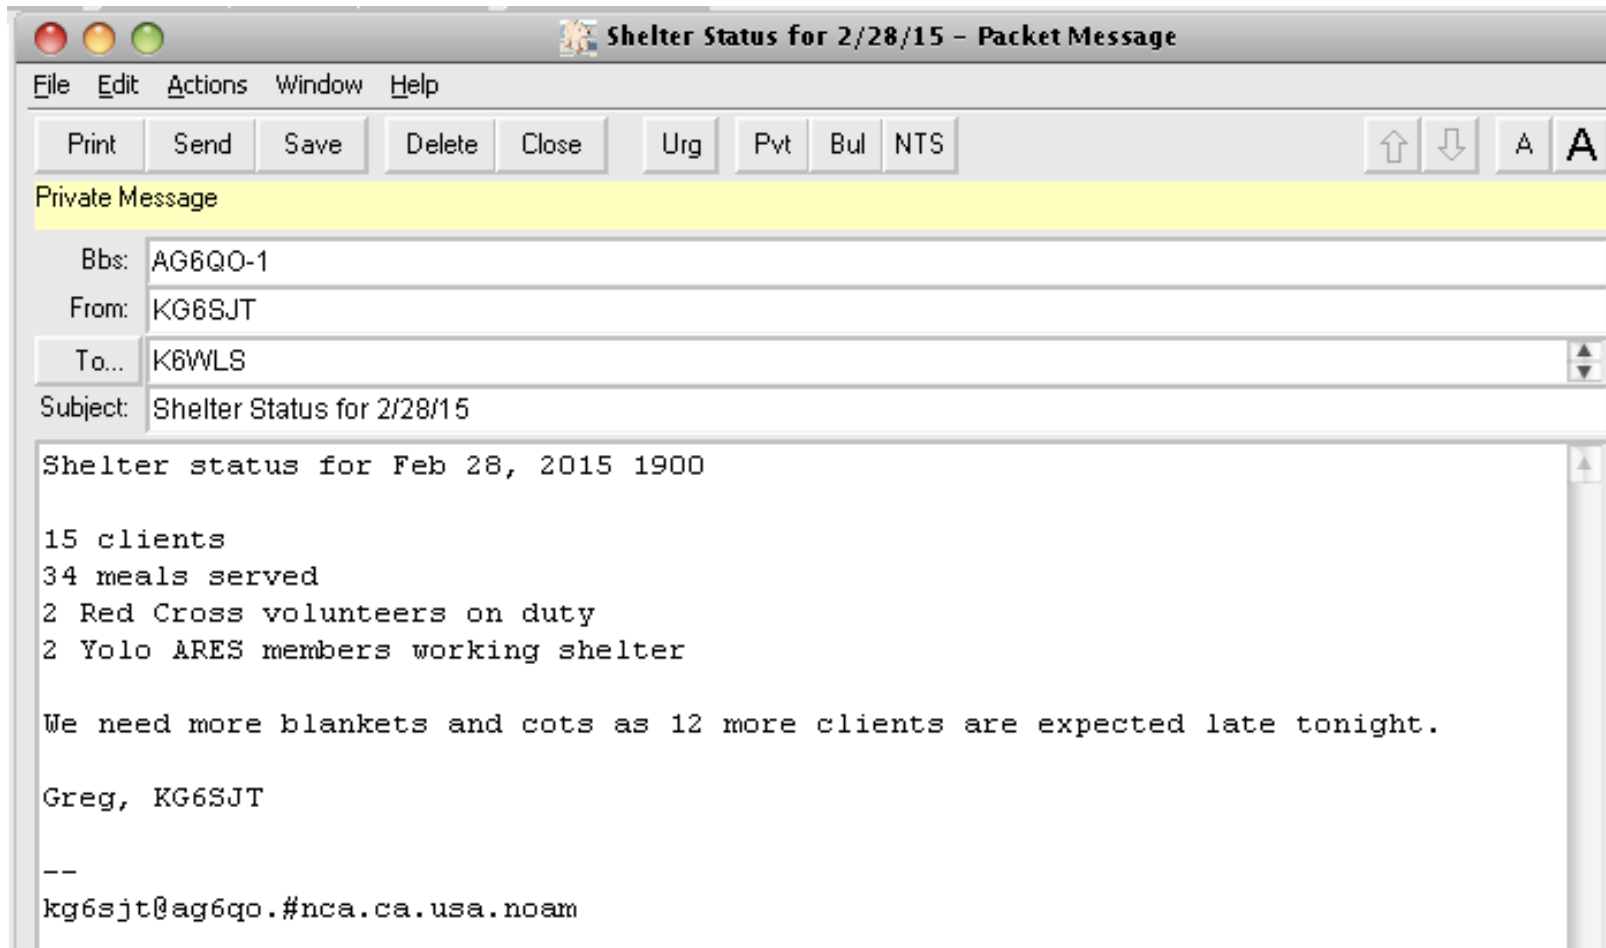 Shelter Status for 2/28/15 – Packet Message
File Edit Actions Window Help
Print Send Save Delete Close Urg Pvt Bul NTS A A
Private Message
Bbs: AG6QO-1
From: KG6SJT
To... K6WLS
Subject: Shelter Status for 2/28/15
Shelter status for Feb 28, 2015 1900
15 clients
34 meals served
2 Red Cross volunteers on duty
2 Yolo ARES members working shelter
We need more blankets and cots as 12 more clients are expected late tonight.
Greg, KG6SJT
--
kg6sjt@ag6qo.#nca.ca.usa.noam